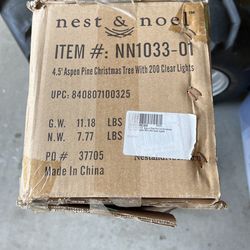 nest & noel™
ITEM #: NN1033-01
4.5' Aspen Pine Christmas Tree With 200 Clear Lights
UPC: 840807100325
G.W. 11.18 LBS
N.W. 7.77 LBS
PO # 37705
Made In China